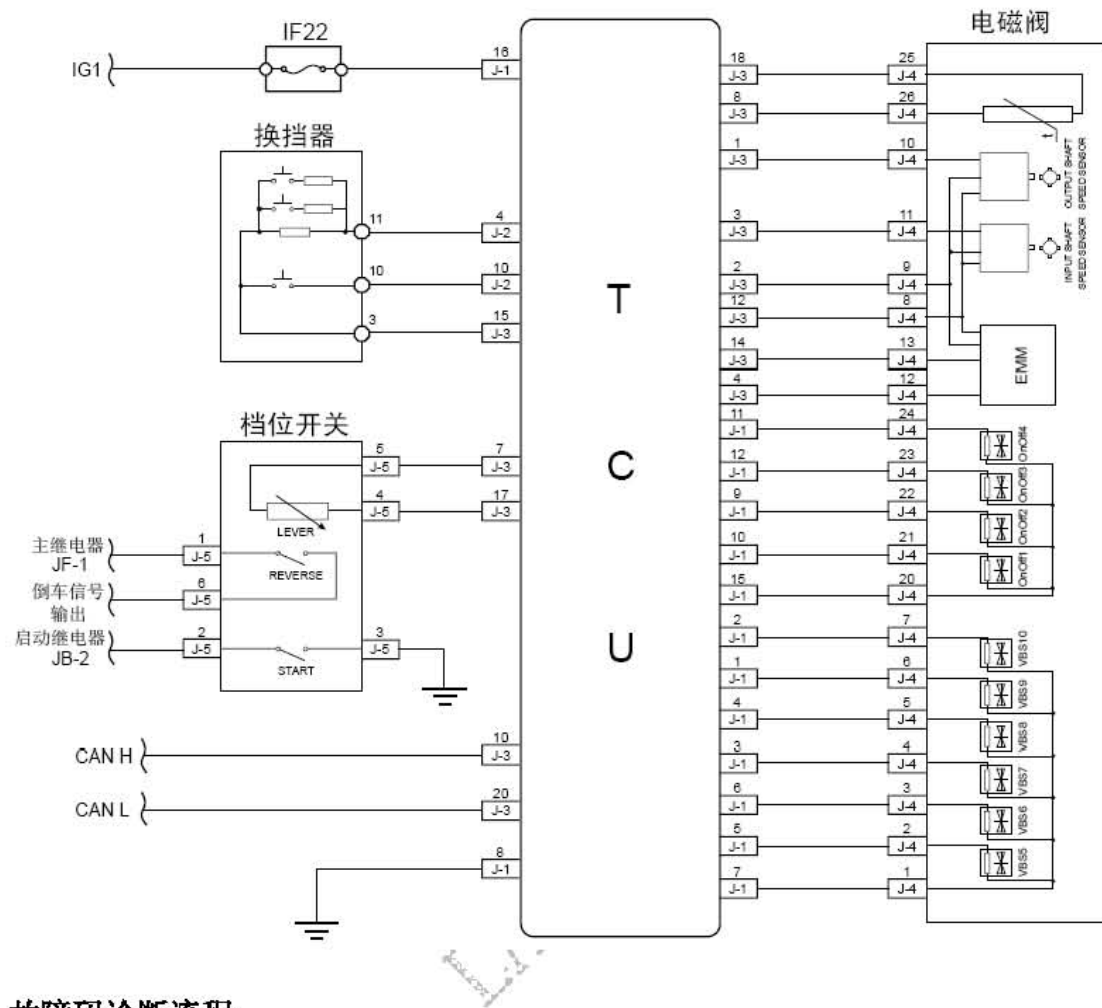 电磁阀
IF22
IG1
16
J-1
换挡器
11
4
J-2
10
10
J-2
3
15
J-3
档位开关
5
J-5
7
J-3
4
J-5
17
J-3
LEVER
主继电器
JF-1
1
J-5
REVERSE
倒车信号
输出
6
J-5
启动继电器
JB-2
2
J-5
START
3
J-5
CAN H
10
J-3
CAN L
20
J-3
8
J-1
T
C
U
18
J-3
25
J-4
8
J-3
26
J-4
1
J-3
10
J-4
3
J-3
11
J-4
2
J-3
9
J-4
12
J-3
8
J-4
14
J-3
13
J-4
4
J-3
12
J-4
11
J-1
24
J-4
12
J-1
23
J-4
9
J-1
22
J-4
10
J-1
21
J-4
15
J-1
20
J-4
2
J-1
7
J-4
1
J-1
6
J-4
4
J-1
5
J-4
3
J-1
4
J-4
6
J-1
3
J-4
5
J-1
2
J-4
7
J-1
1
J-4
t
OUTPUT SHAFT
SPEED SENSOR
INPUT SHAFT
SPEED SENSOR
EMM
OnOff4
OnOff3
OnOff2
OnOff1
VBS10
VBS9
VBS8
VBS7
VBS6
VBS5
故障码诊断流程